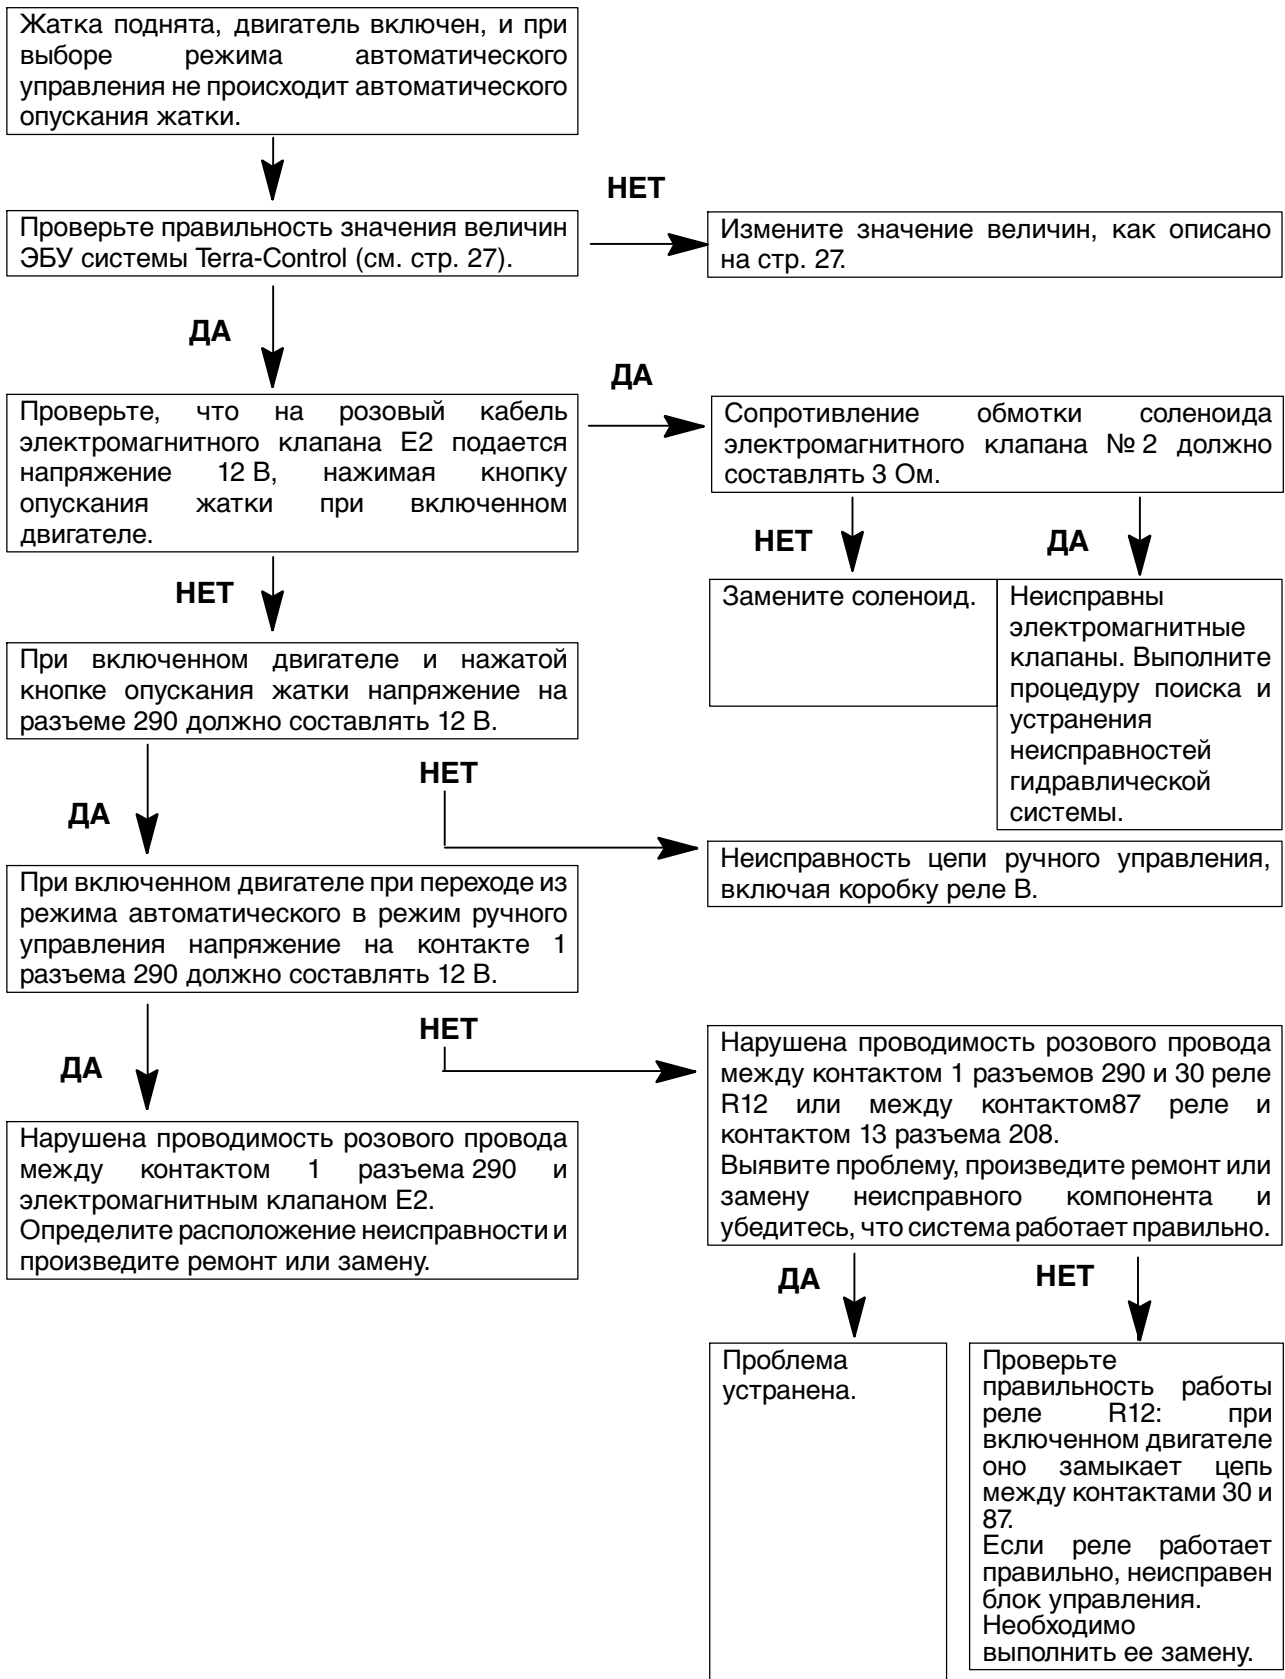 Жатка поднята, двигатель включен, и при
выборе режима автоматического
управления не происходит автоматического
опускания жатки.
НЕТ
Проверьте правильность значения величин
ЭБУ системы Terra-Control (см. стр. 27).
Измените значение величин, как описано
на стр. 27.
ДА
ДА
Проверьте, что на розовый кабель
электромагнитного клапана E2 подается
напряжение 12 В, нажимая кнопку
опускания жатки при включенном
двигателе.
Сопротивление обмотки соленоида
электромагнитного клапана № 2 должно
составлять 3 Ом.
НЕТ
ДА
НЕТ
Замените соленоид.
Неисправны
электромагнитные
клапаны. Выполните
процедуру поиска и
устранения
неисправностей
гидравлической
системы.
При включенном двигателе и нажатой
кнопке опускания жатки напряжение на
разъеме 290 должно составлять 12 В.
НЕТ
ДА
Неисправность цепи ручного управления,
включая коробку реле В.
При включенном двигателе при переходе из
режима автоматического в режим ручного
управления напряжение на контакте 1
разъема 290 должно составлять 12 В.
НЕТ
ДА
Нарушена проводимость розового провода
между контактом 1 разъемов 290 и 30 реле
R12 или между контактом87 реле и
контактом 13 разъема 208.
Выявите проблему, произведите ремонт или
замену неисправного компонента и
убедитесь, что система работает правильно.
Нарушена проводимость розового провода
между контактом 1 разъема 290 и
электромагнитным клапаном E2.
Определите расположение неисправности и
произведите ремонт или замену.
ДА
НЕТ
Проблема
устранена.
Проверьте
правильность работы
реле R12: при
включенном двигателе
оно замыкает цепь
между контактами 30 и
87.
Если реле работает
правильно, неисправен
блок управления.
Необходимо
выполнить ее замену.